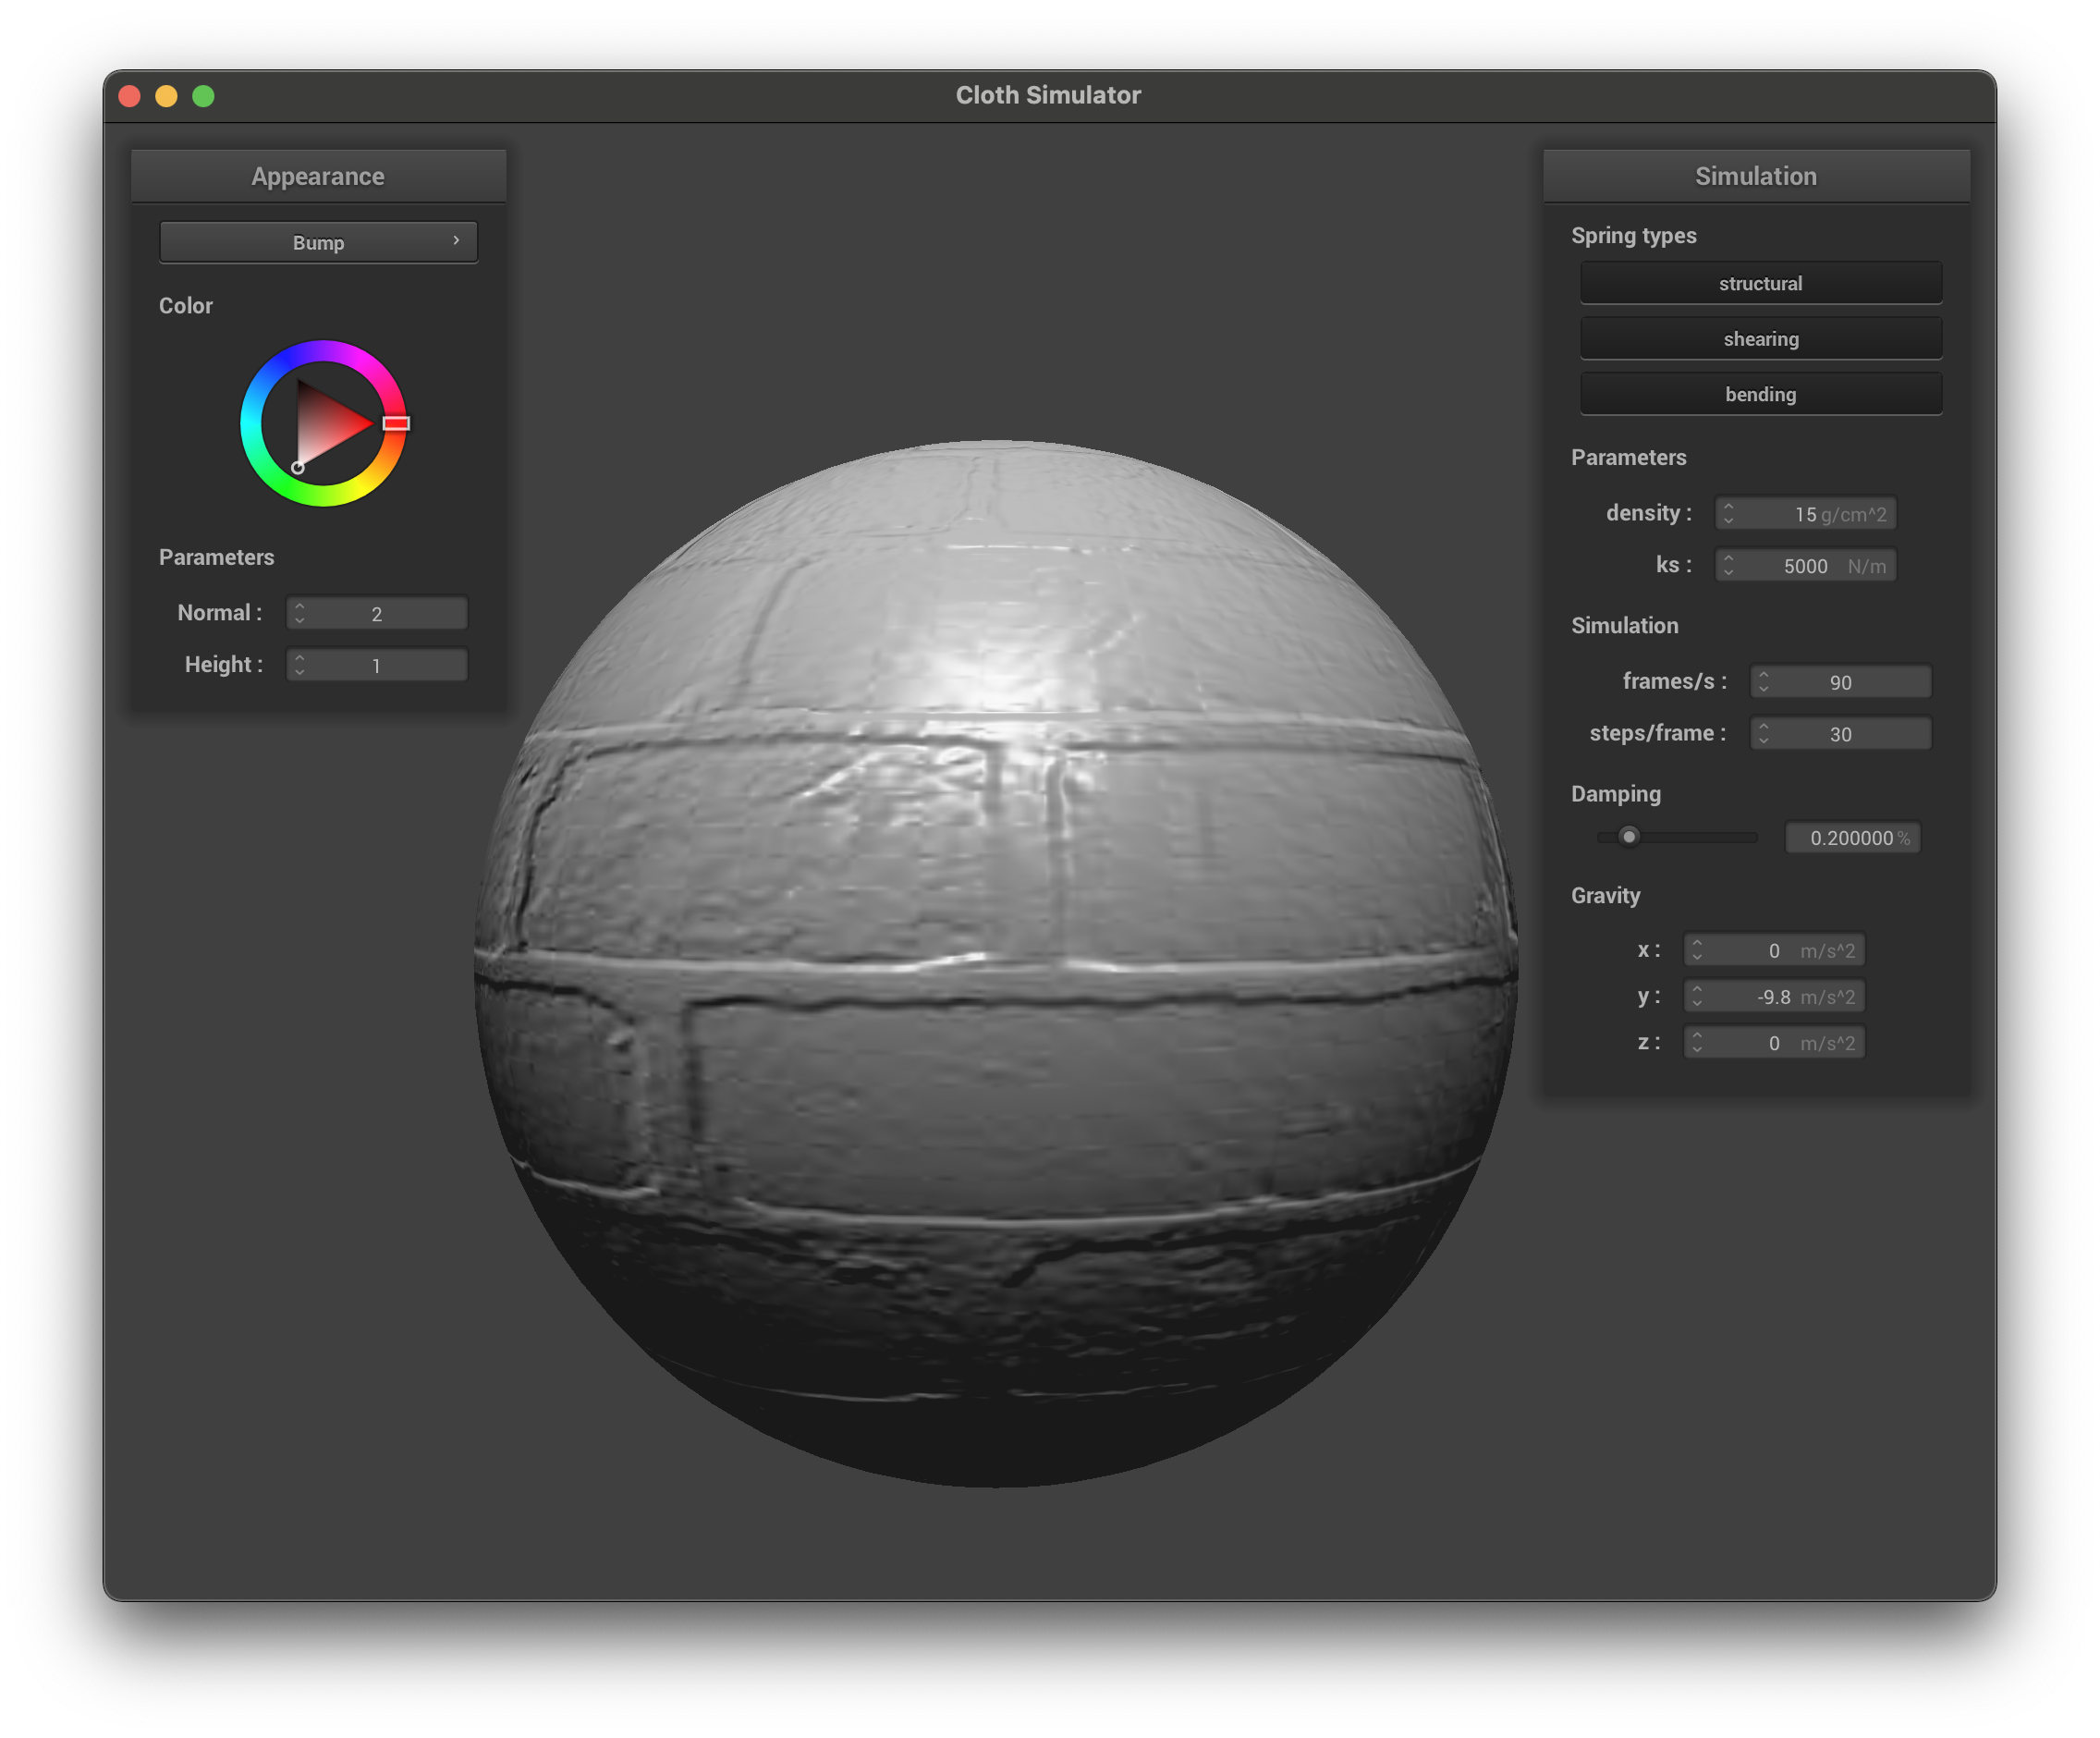 Cloth Simulator
Appearance
Bump
Color
Parameters
Normal : 2
Height : 1
Simulation
Spring types
structural
shearing
bending
Parameters
density : 15 g/cm^2
ks : 5000 N/m
Simulation
frames/s : 90
steps/frame : 30
Damping
0.200000 %
Gravity
x : 0 m/s^2
y : -9.8 m/s^2
z : 0 m/s^2